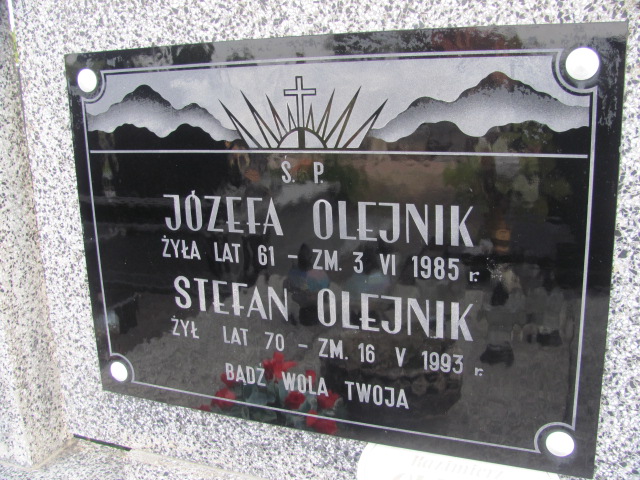 Ś. P.
JÓZEFA OLEJNIK
ŻYŁA LAT 61 - ZM. 3 VI 1985 r.
STEFAN OLEJNIK
ŻYŁ LAT 70 - ZM. 16 V 1993 r.
BĄDŹ WOLA TWOJA